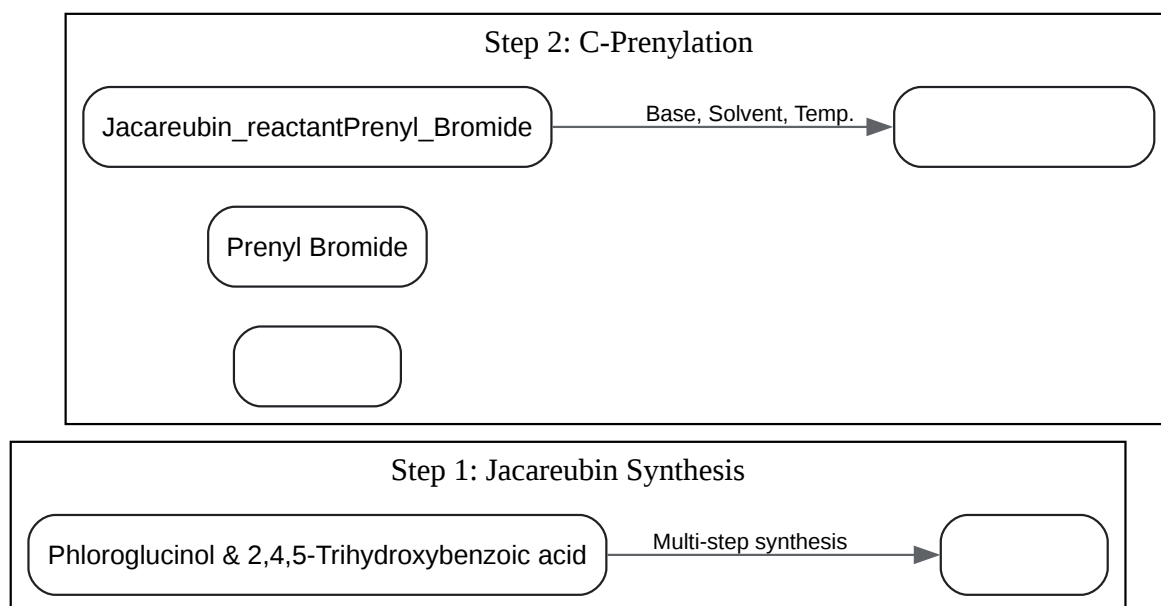 Step 2: C-Prenylation
Jacareubin_reactantPrenyl_Bromide
Base, Solvent, Temp.
Prenyl Bromide
Step 1: Jacareubin Synthesis
Phloroglucinol & 2,4,5-Trihydroxybenzoic acid
Multi-step synthesis